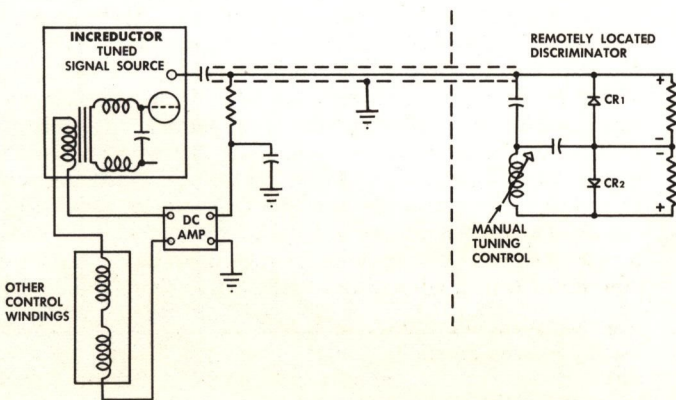 INCREDUCTOR
TUNED
SIGNAL SOURCE
REMOTELY LOCATED
DISCRIMINATOR
+
CR1
-
-
CR2
+
DC
AMP
MANUAL
TUNING
CONTROL
OTHER
CONTROL
WINDINGS